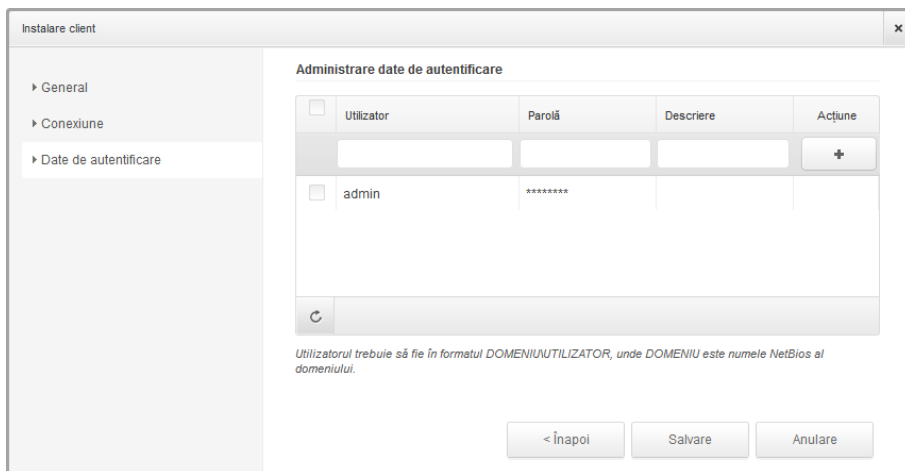 Instalare client
General
Conexiune
Date de autentificare
Administrare date de autentificare
Utilizator Parolă Descriere Acțiune
admin ********
Utilizatorul trebuie să fie în formatul DOMENIU\UTILIZATOR, unde DOMENIU este numele NetBios al
domeniului.
< Înapoi Salvare Anulare